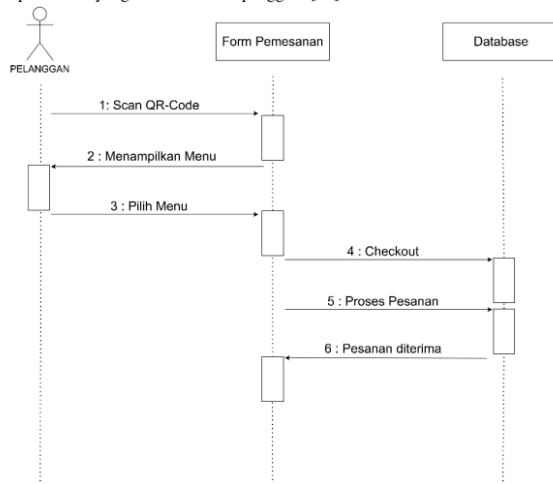 PELANGGAN
Form Pemesanan
Database
1: Scan QR-Code
2 : Menampilkan Menu
3 : Pilih Menu
4 : Checkout
5 : Proses Pesanan
6 : Pesanan diterima